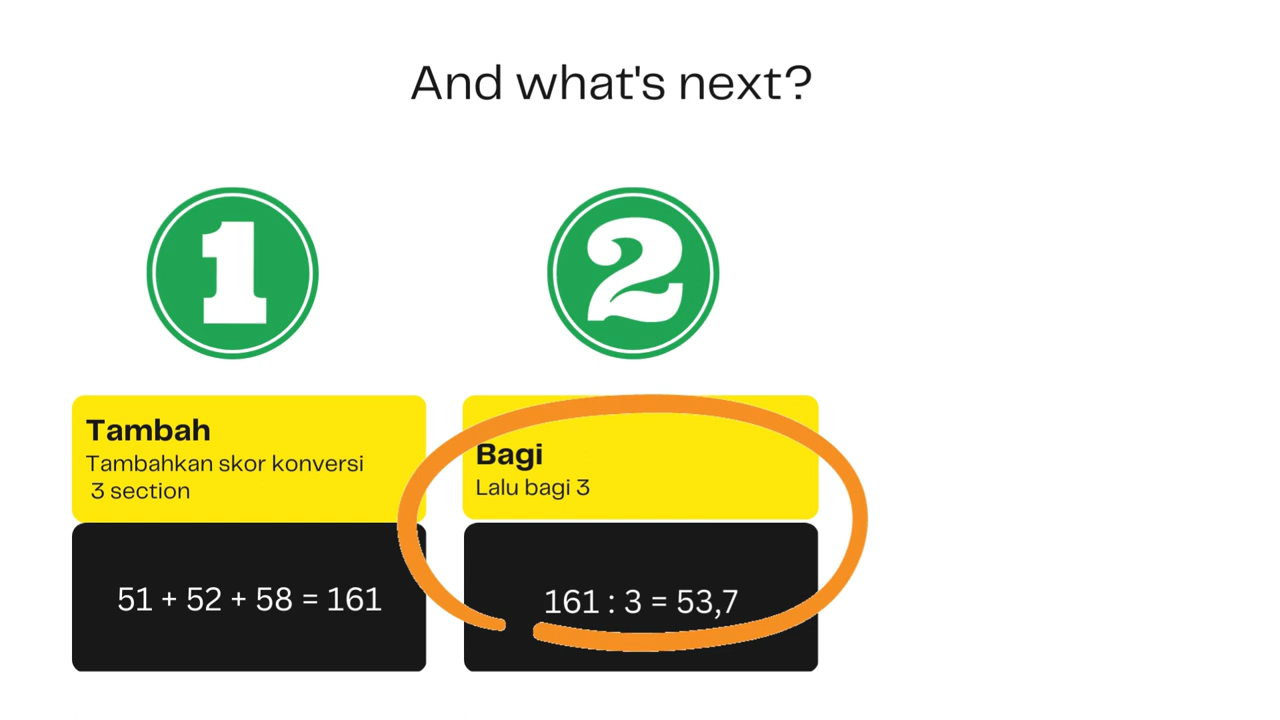 And what's next?
1
2
Tambah
Tambahkan skor konversi
3 section
51 + 52 + 58 = 161
Bagi
Lalu bagi 3
161 : 3 = 53,7